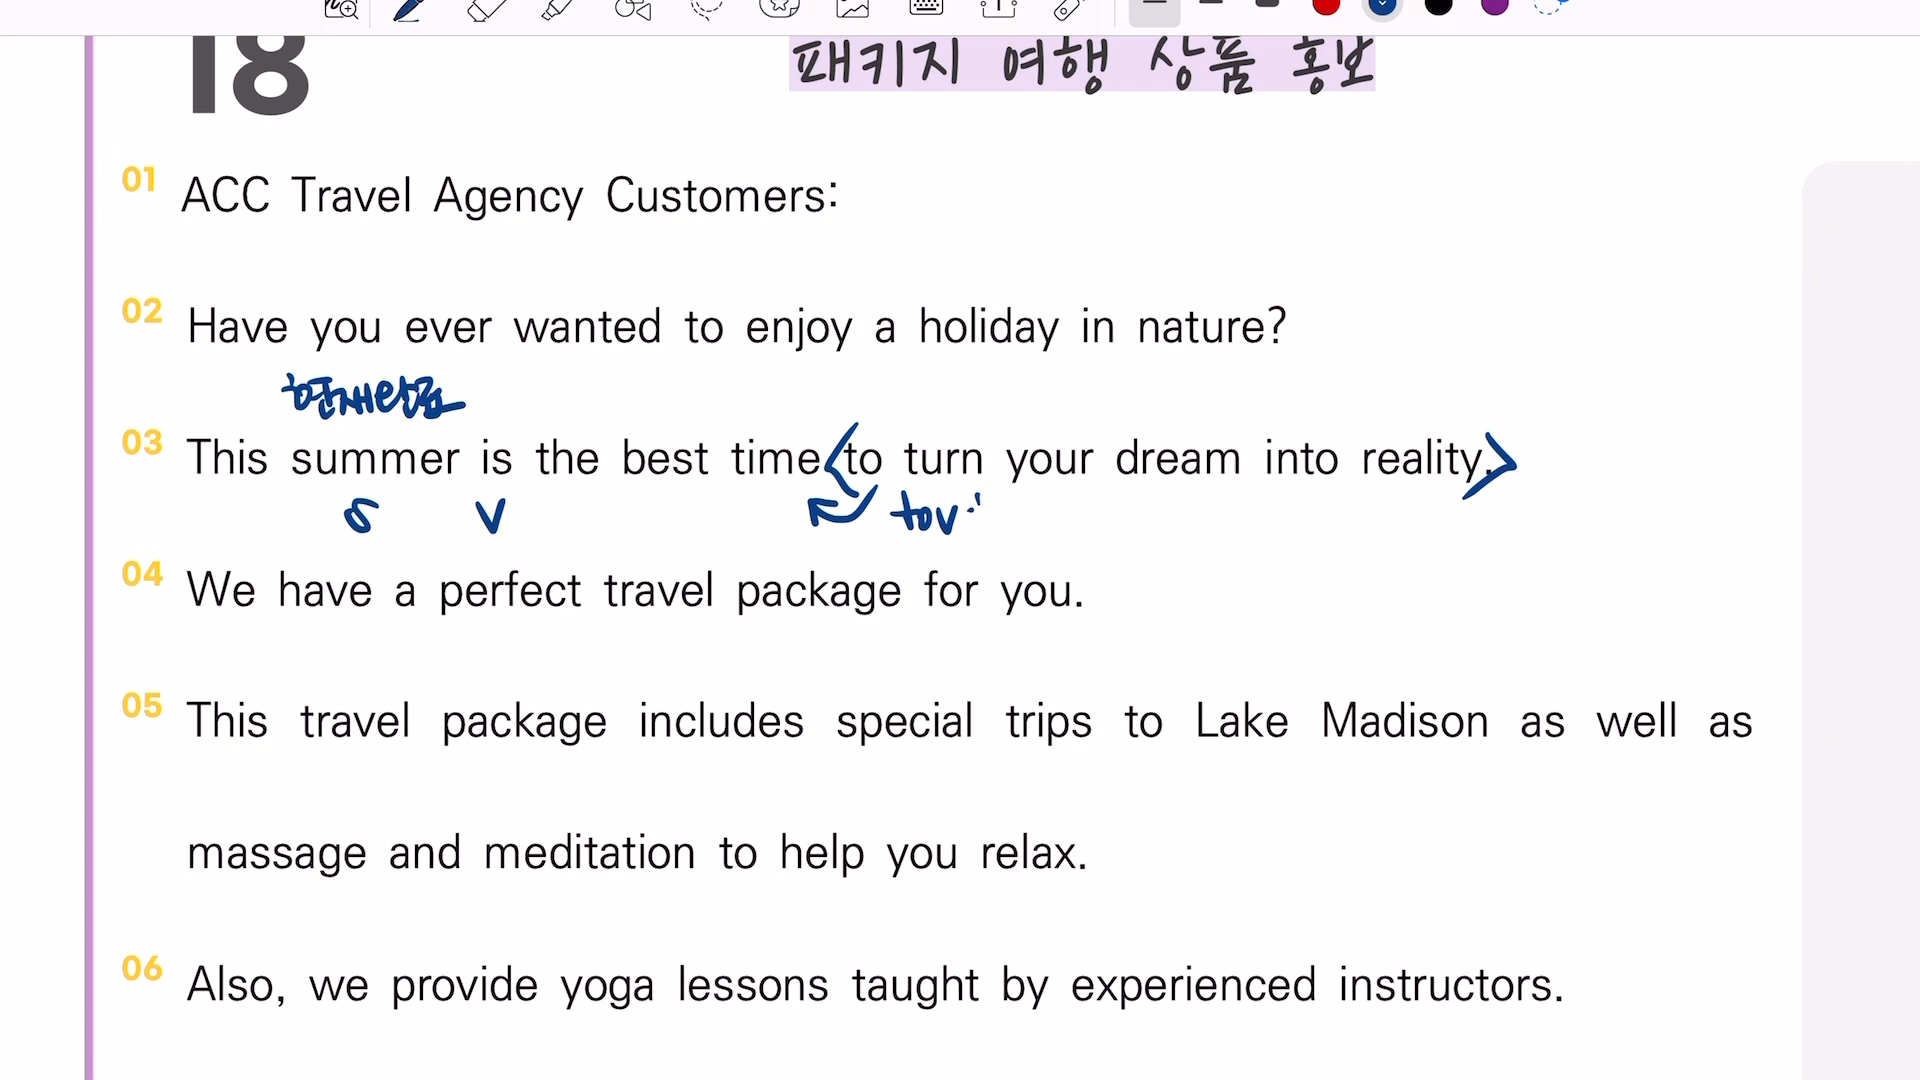 18
패키지 여행 상품 홍보
01 ACC Travel Agency Customers:
02 Have you ever wanted to enjoy a holiday in nature?
현재완료
03 This summer is the best time to turn your dream into reality.
S V to v
04 We have a perfect travel package for you.
05 This travel package includes special trips to Lake Madison as well as
massage and meditation to help you relax.
06 Also, we provide yoga lessons taught by experienced instructors.